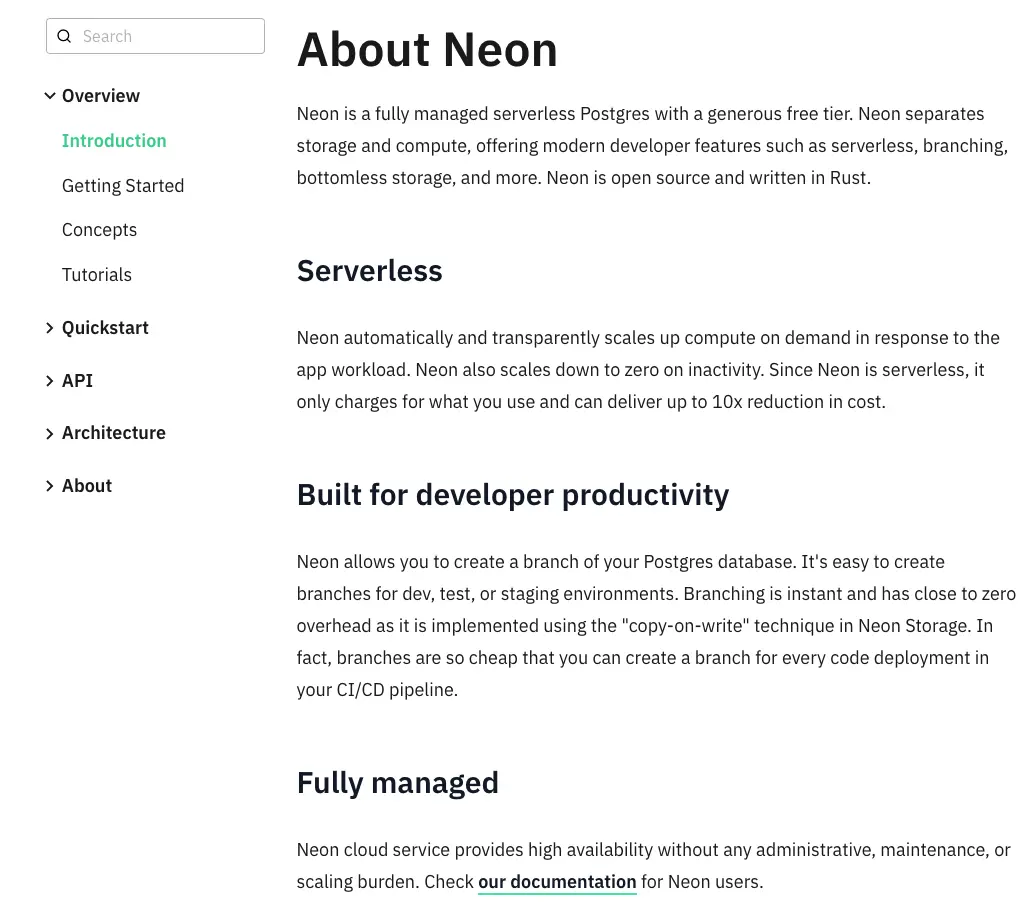 Search
Overview
Introduction
Getting Started
Concepts
Tutorials
Quickstart
API
Architecture
About
About Neon
Neon is a fully managed serverless Postgres with a generous free tier. Neon separates
storage and compute, offering modern developer features such as serverless, branching,
bottomless storage, and more. Neon is open source and written in Rust.
Serverless
Neon automatically and transparently scales up compute on demand in response to the
app workload. Neon also scales down to zero on inactivity. Since Neon is serverless, it
only charges for what you use and can deliver up to 10x reduction in cost.
Built for developer productivity
Neon allows you to create a branch of your Postgres database. It's easy to create
branches for dev, test, or staging environments. Branching is instant and has close to zero
overhead as it is implemented using the "copy-on-write" technique in Neon Storage. In
fact, branches are so cheap that you can create a branch for every code deployment in
your CI/CD pipeline.
Fully managed
Neon cloud service provides high availability without any administrative, maintenance, or
scaling burden. Check our documentation for Neon users.